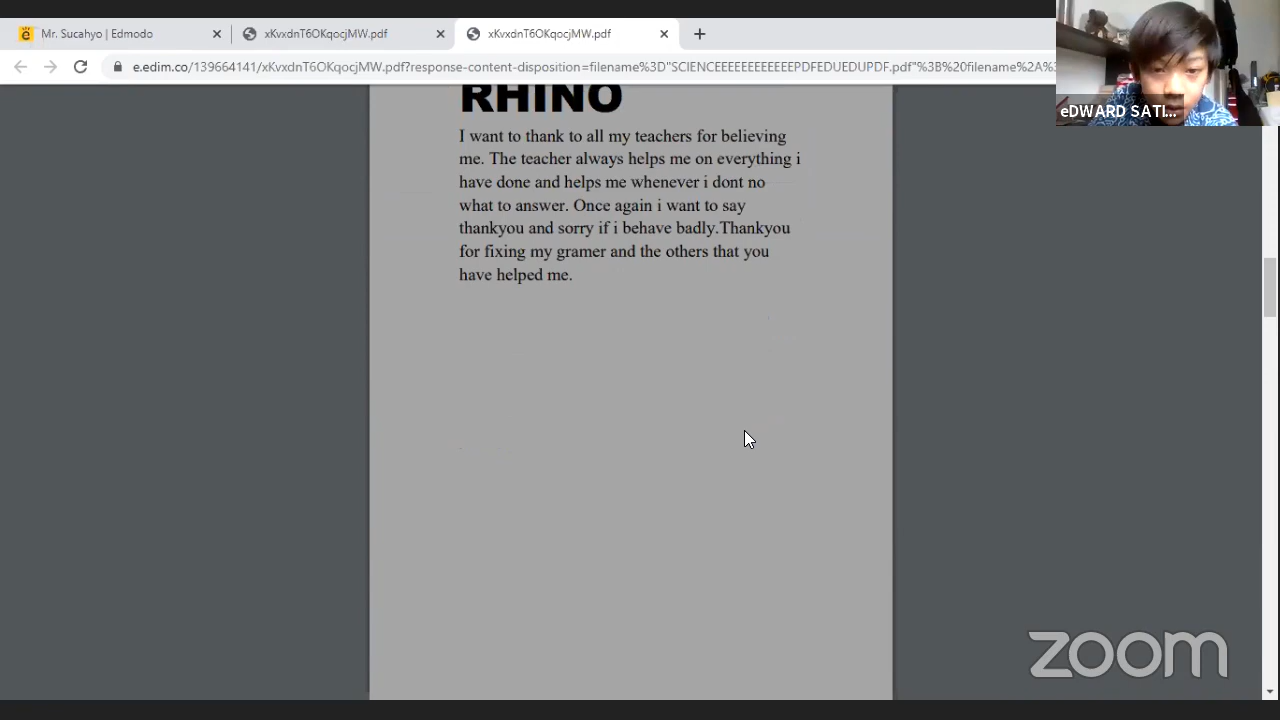 Mr. Sucahyo | Edmodo
xKvxdnT6OKqocjMW.pdf
xKvxdnT6OKqocjMW.pdf
e.edim.co/139664141/xKvxdnT6OKqocjMW.pdf?response-content-disposition=filename%3D"SCIENCEEEEEEEEEEEEPDFEDUEDUPDF.pdf"%3B%20filename%2A%3
eDWARD SATI...
RHINO
I want to thank to all my teachers for believing
me. The teacher always helps me on everything i
have done and helps me whenever i dont no
what to answer. Once again i want to say
thankyou and sorry if i behave badly.Thankyou
for fixing my gramer and the others that you
have helped me.
zoom